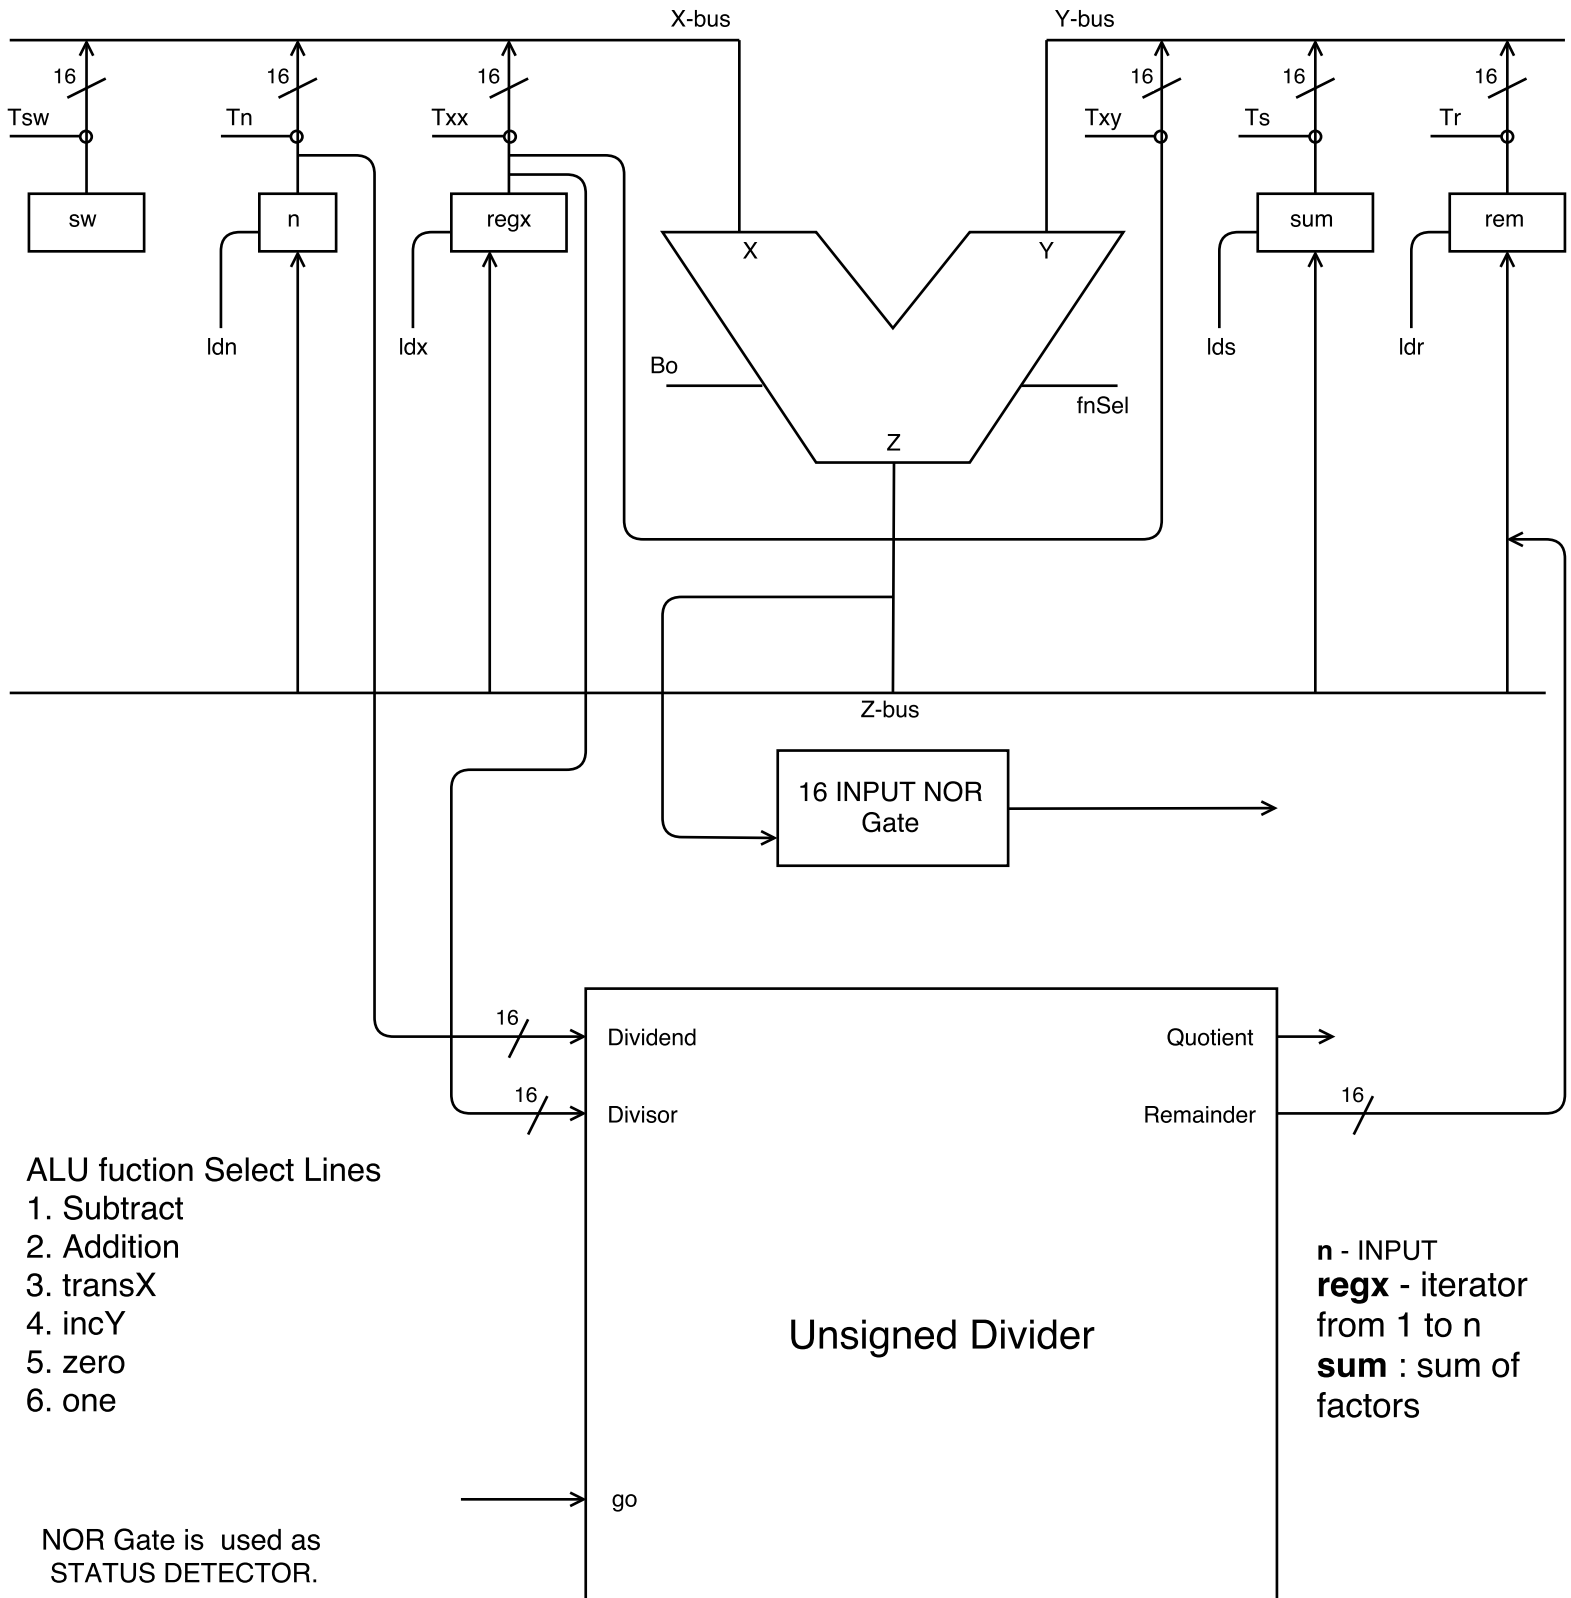 X-bus
Y-bus
16
16
16
16
16
16
Tsw
Tn
Txx
Txy
Ts
Tr
sw
n
regx
sum
rem
X
Y
ldn
ldx
lds
ldr
Bo
fnSel
Z
Z-bus
16 INPUT NOR
Gate
16
Dividend
Quotient
16
Divisor
Remainder
16
ALU fuction Select Lines
1. Subtract
2. Addition
3. transX
4. incY
5. zero
6. one
Unsigned Divider
n - INPUT
regx - iterator
from 1 to n
sum : sum of
factors
go
NOR Gate is used as
STATUS DETECTOR.